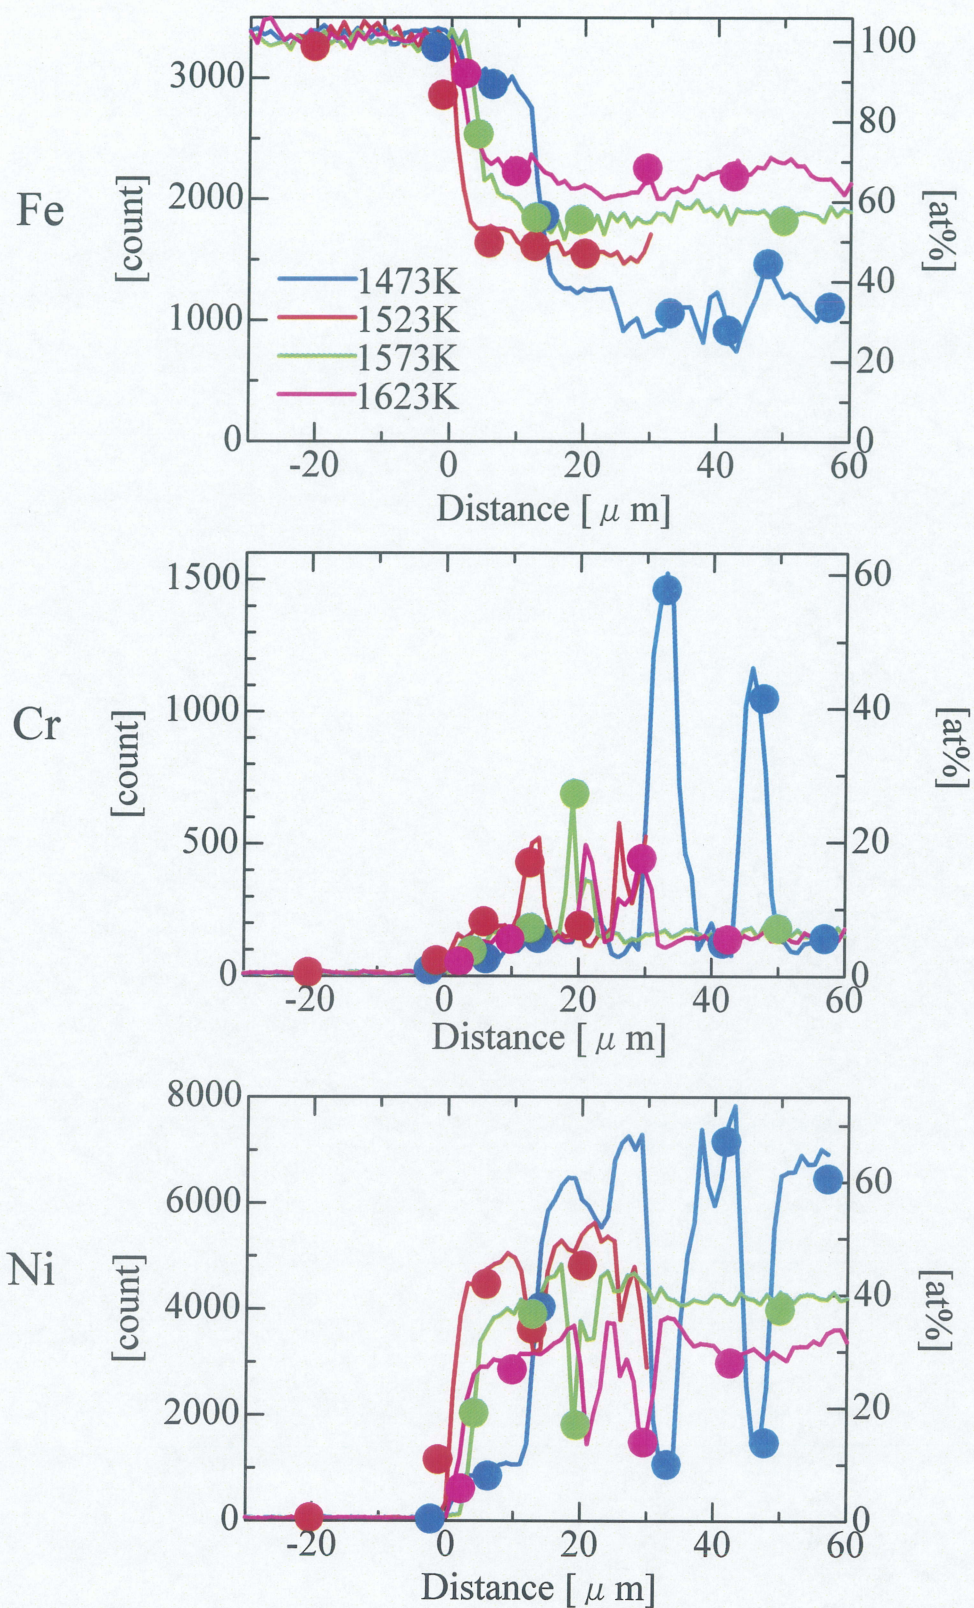 Fe
[count]
3000
2000
1000
0
100
80
60
40
20
0
[at%]
1473K
1523K
1573K
1623K
-20 0 20 40 60
Distance [ μ m]
Cr
[count]
1500
1000
500
0
60
40
20
0
[at%]
-20 0 20 40 60
Distance [ μ m]
Ni
[count]
8000
6000
4000
2000
0
60
40
20
0
[at%]
-20 0 20 40 60
Distance [ μ m]